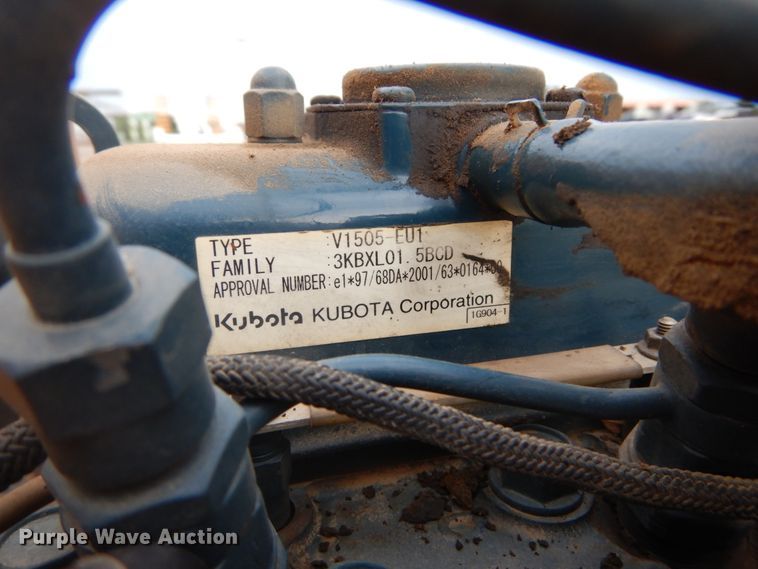 TYPE : V1505-EU1
FAMILY : 3KBXL01.5BCD
APPROVAL NUMBER: e1*97/68DA*2001/63*0164*00
Kubota KUBOTA Corporation 1G904-1
Purple Wave Auction